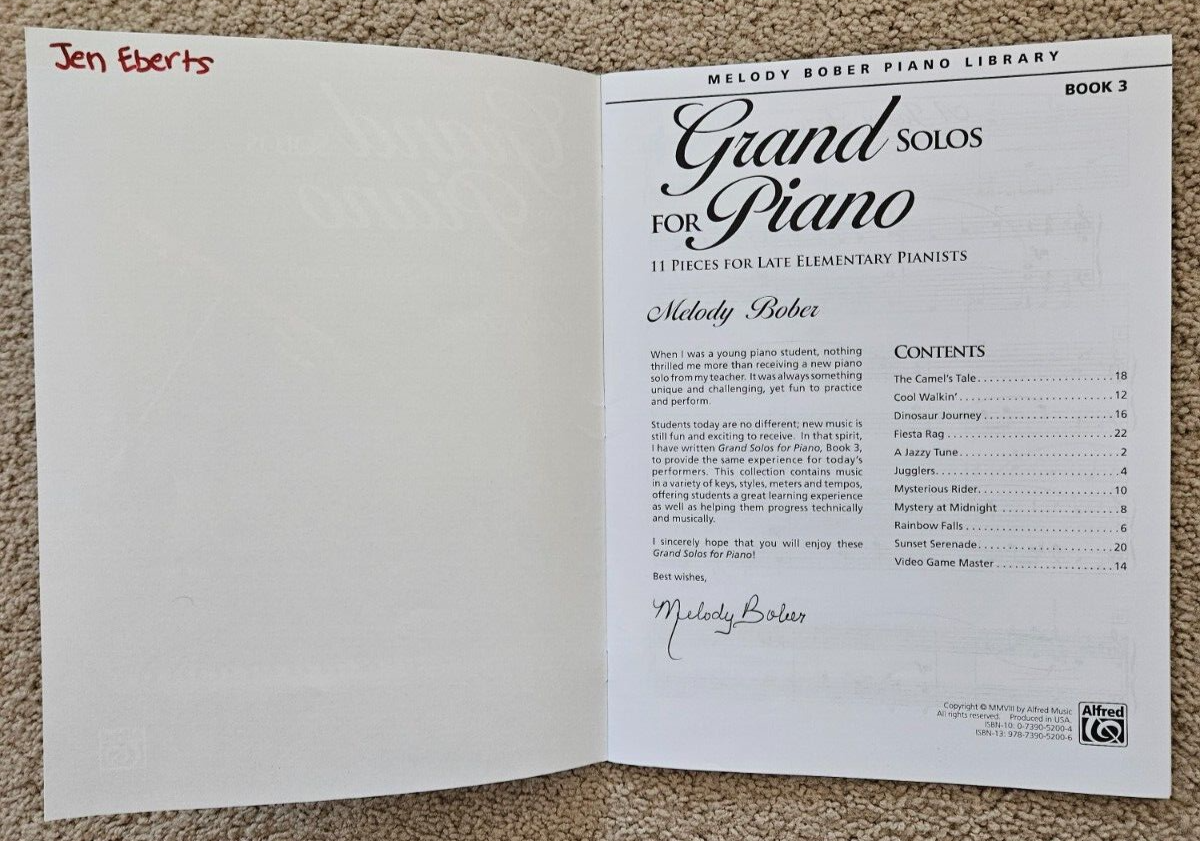 Jen Eberts
MELODY BOBER PIANO LIBRARY
BOOK 3
Grand SOLOS
FOR Piano
11 PIECES FOR LATE ELEMENTARY PIANISTS
Melody Bober
When I was a young piano student, nothing
thrilled me more than receiving a new piano
solo from my teacher. It was always something
unique and challenging, yet fun to practice
and perform.
Students today are no different; new music is
still fun and exciting to receive. In that spirit,
I have written Grand Solos for Piano, Book 3,
to provide the same experience for today's
performers. This collection contains music
in a variety of keys, styles, meters and tempos,
offering students a great learning experience
as well as helping them progress technically
and musically.
I sincerely hope that you will enjoy these
Grand Solos for Piano!
Best wishes,
Melody Bober
CONTENTS
The Camel's Tale. . . . . . . . . . . . . . . . . . . . . . . 18
Cool Walkin' . . . . . . . . . . . . . . . . . . . . . . . . . . 12
Dinosaur Journey . . . . . . . . . . . . . . . . . . . . . . 16
Fiesta Rag . . . . . . . . . . . . . . . . . . . . . . . . . . . . 22
A Jazzy Tune . . . . . . . . . . . . . . . . . . . . . . . . . . 2
Jugglers. . . . . . . . . . . . . . . . . . . . . . . . . . . . . . 4
Mysterious Rider. . . . . . . . . . . . . . . . . . . . . . . 10
Mystery at Midnight . . . . . . . . . . . . . . . . . . . . 8
Rainbow Falls . . . . . . . . . . . . . . . . . . . . . . . . . 6
Sunset Serenade. . . . . . . . . . . . . . . . . . . . . . . 20
Video Game Master . . . . . . . . . . . . . . . . . . . . 14
Copyright © MMVIII by Alfred Music
All rights reserved. Produced in USA.
ISBN-10: 0-7390-5200-4
ISBN-13: 978-7390-5200-6
Alfred